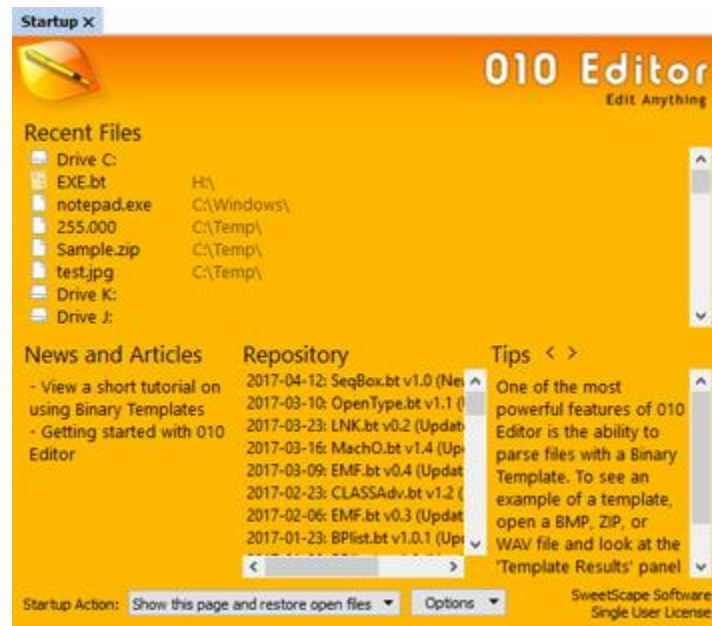 Startup ×
010 Editor
Edit Anything
Recent Files
Drive C:
EXE.bt H:\
notepad.exe C:\Windows\
255.000 C:\Temp\
Sample.zip C:\Temp\
test.jpg C:\Temp\
Drive K:
Drive J:
News and Articles
- View a short tutorial on
using Binary Templates
- Getting started with 010
Editor
Repository
2017-04-12: SeqBox.bt v1.0 (Ne
2017-03-10: OpenType.bt v1.1 (
2017-03-23: LNK.bt v0.2 (Updat
2017-03-16: MachO.bt v1.4 (Up
2017-03-09: EMF.bt v0.4 (Updat
2017-02-23: CLASSAdv.bt v1.2 (
2017-02-06: EMF.bt v0.3 (Updat
2017-01-23: BPlist.bt v1.0.1 (Up
Tips < >
One of the most
powerful features of 010
Editor is the ability to
parse files with a Binary
Template. To see an
example of a template,
open a BMP, ZIP, or
WAV file and look at the
'Template Results' panel
Startup Action: Show this page and restore open files Options
SweetScape Software
Single User License